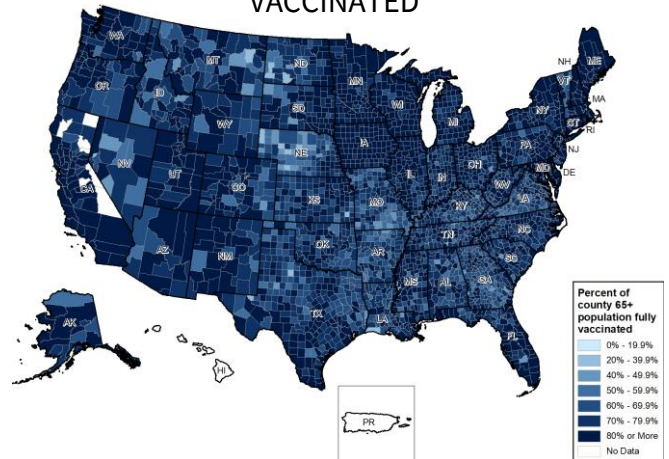 VACCINATED
WA
MT
ND
MN
NH
ME
VT
OR
ID
SD
WI
MI
NY
MA
CT
RI
WY
IA
PA
NJ
NV
NE
IL
IN
OH
MD
DE
CA
UT
CO
KS
MO
KY
WV
VA
AZ
NM
OK
AR
TN
NC
SC
TX
LA
MS
AL
GA
FL
AK
HI
PR
Percent of
county 65+
population fully
vaccinated
0% - 19.9%
20% - 39.9%
40% - 49.9%
50% - 59.9%
60% - 69.9%
70% - 79.9%
80% or More
No Data